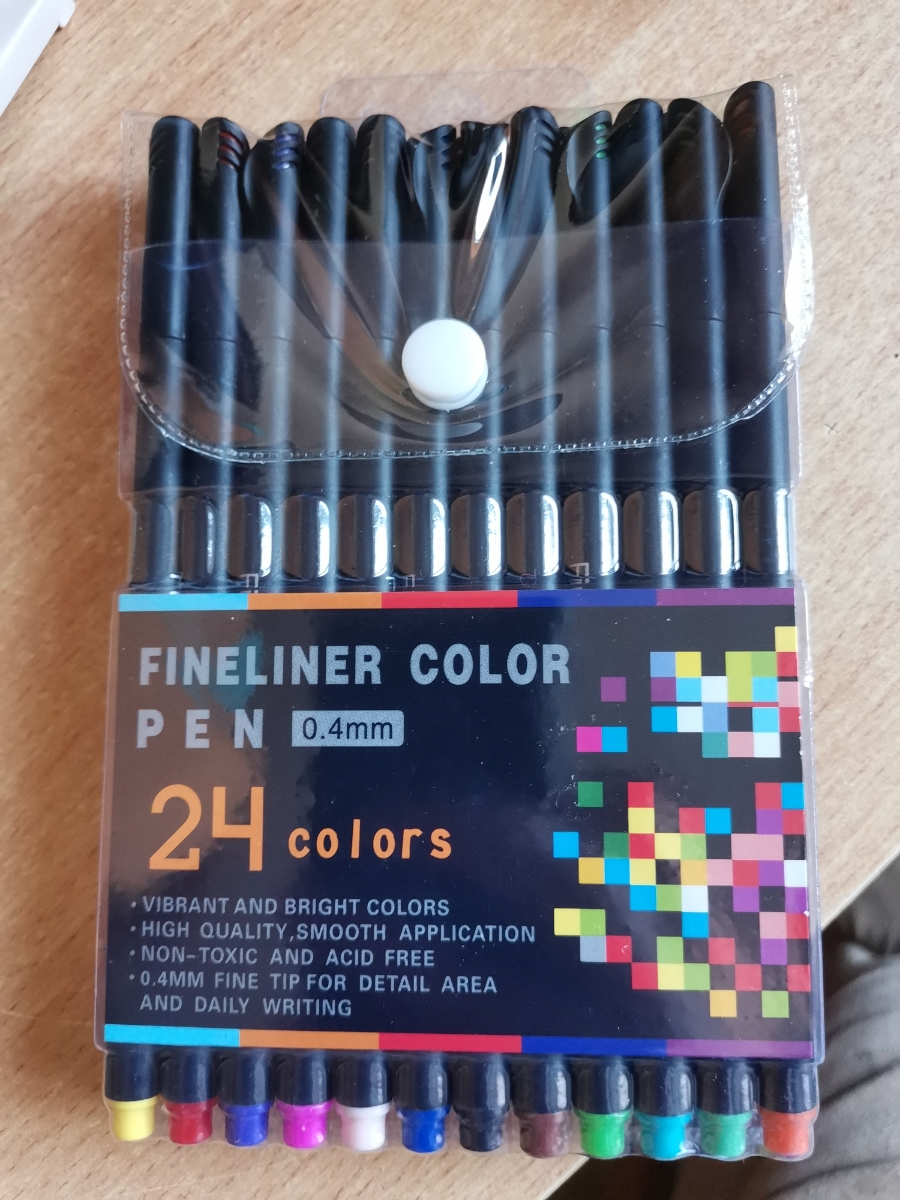 FINELINER COLOR
PEN 0.4mm
24 colors
• VIBRANT AND BRIGHT COLORS
• HIGH QUALITY,SMOOTH APPLICATION
• NON-TOXIC AND ACID FREE
• 0.4MM FINE TIP FOR DETAIL AREA
AND DAILY WRITING